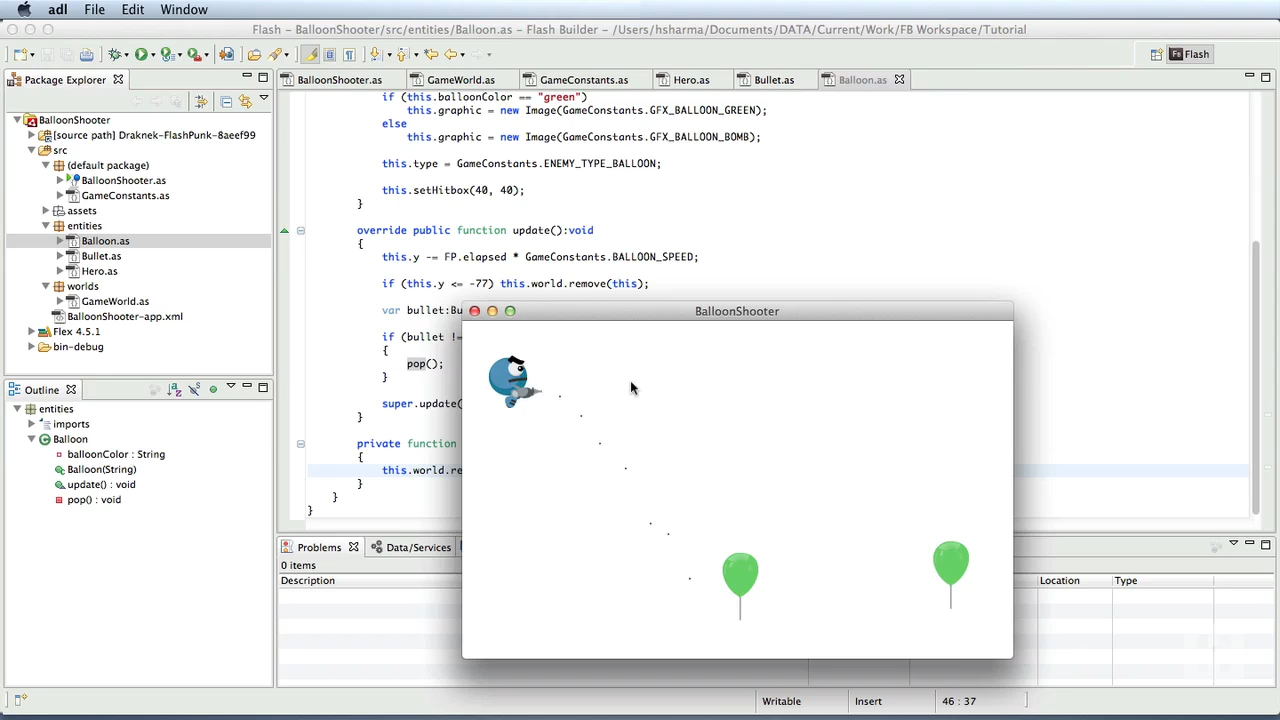 adl File Edit Window
Flash - BalloonShooter/src/entities/Balloon.as - Flash Builder - /Users/hsharma/Documents/DATA/Current/Work/FB Workspace/Tutorial
Flash
Package Explorer
BalloonShooter.as GameWorld.as GameConstants.as Hero.as Bullet.as Balloon.as
BalloonShooter
[source path] Draknek-FlashPunk-8aeef99
src
(default package)
BalloonShooter.as
GameConstants.as
assets
entities
Balloon.as
Bullet.as
Hero.as
worlds
GameWorld.as
BalloonShooter-app.xml
Flex 4.5.1
bin-debug
Outline
entities
imports
Balloon
balloonColor : String
Balloon(String)
update() : void
pop() : void
if (this.balloonColor == "green")
this.graphic = new Image(GameConstants.GFX_BALLOON_GREEN);
else
this.graphic = new Image(GameConstants.GFX_BALLOON_BOMB);
this.type = GameConstants.ENEMY_TYPE_BALLOON;
this.setHitbox(40, 40);
}
override public function update():void
{
this.y -= FP.elapsed * GameConstants.BALLOON_SPEED;
if (this.y <= -77) this.world.remove(this);
var bullet:Bu
if (bullet !=
{
pop();
}
super.update(
}
private function
{
this.world.re
}
}
}
BalloonShooter
Problems Data/Services
0 items
Description Location Type
Writable Insert 46 : 37